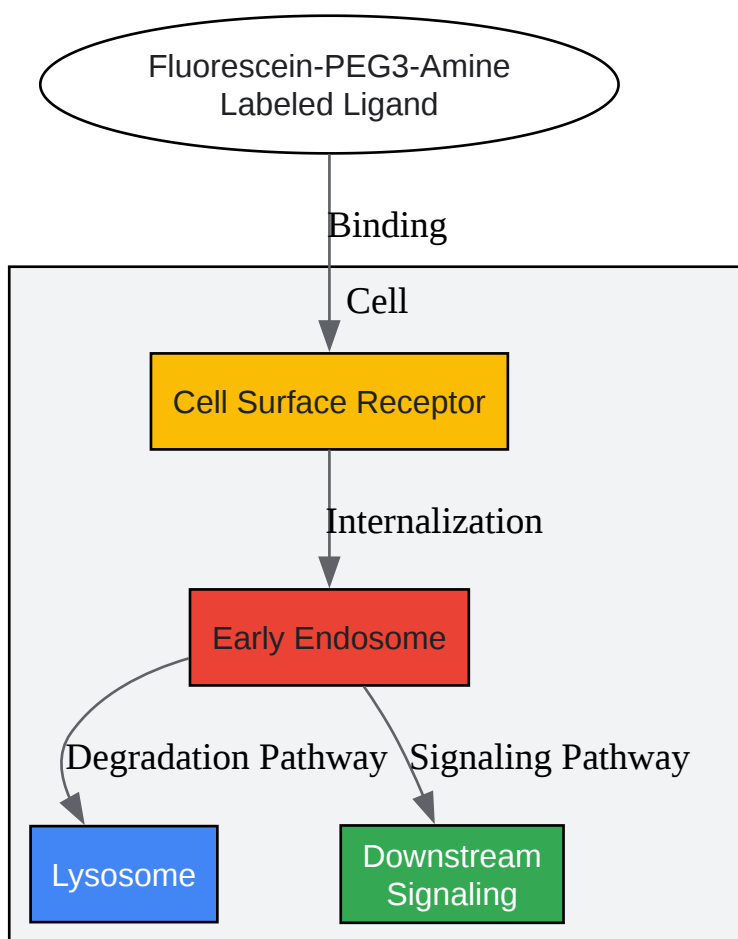 Fluorescein-PEG3-Amine
Labeled Ligand
Binding
Cell
Cell Surface Receptor
Internalization
Early Endosome
Degradation Pathway
Signaling Pathway
Lysosome
Downstream
Signaling